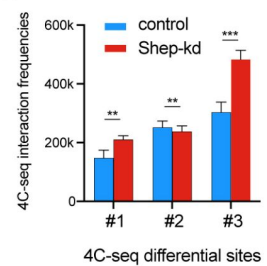 control
Shep-kd
4C-seq interaction frequencies
600k
400k
200k
0
**
**
***
#1
#2
#3
4C-seq differential sites